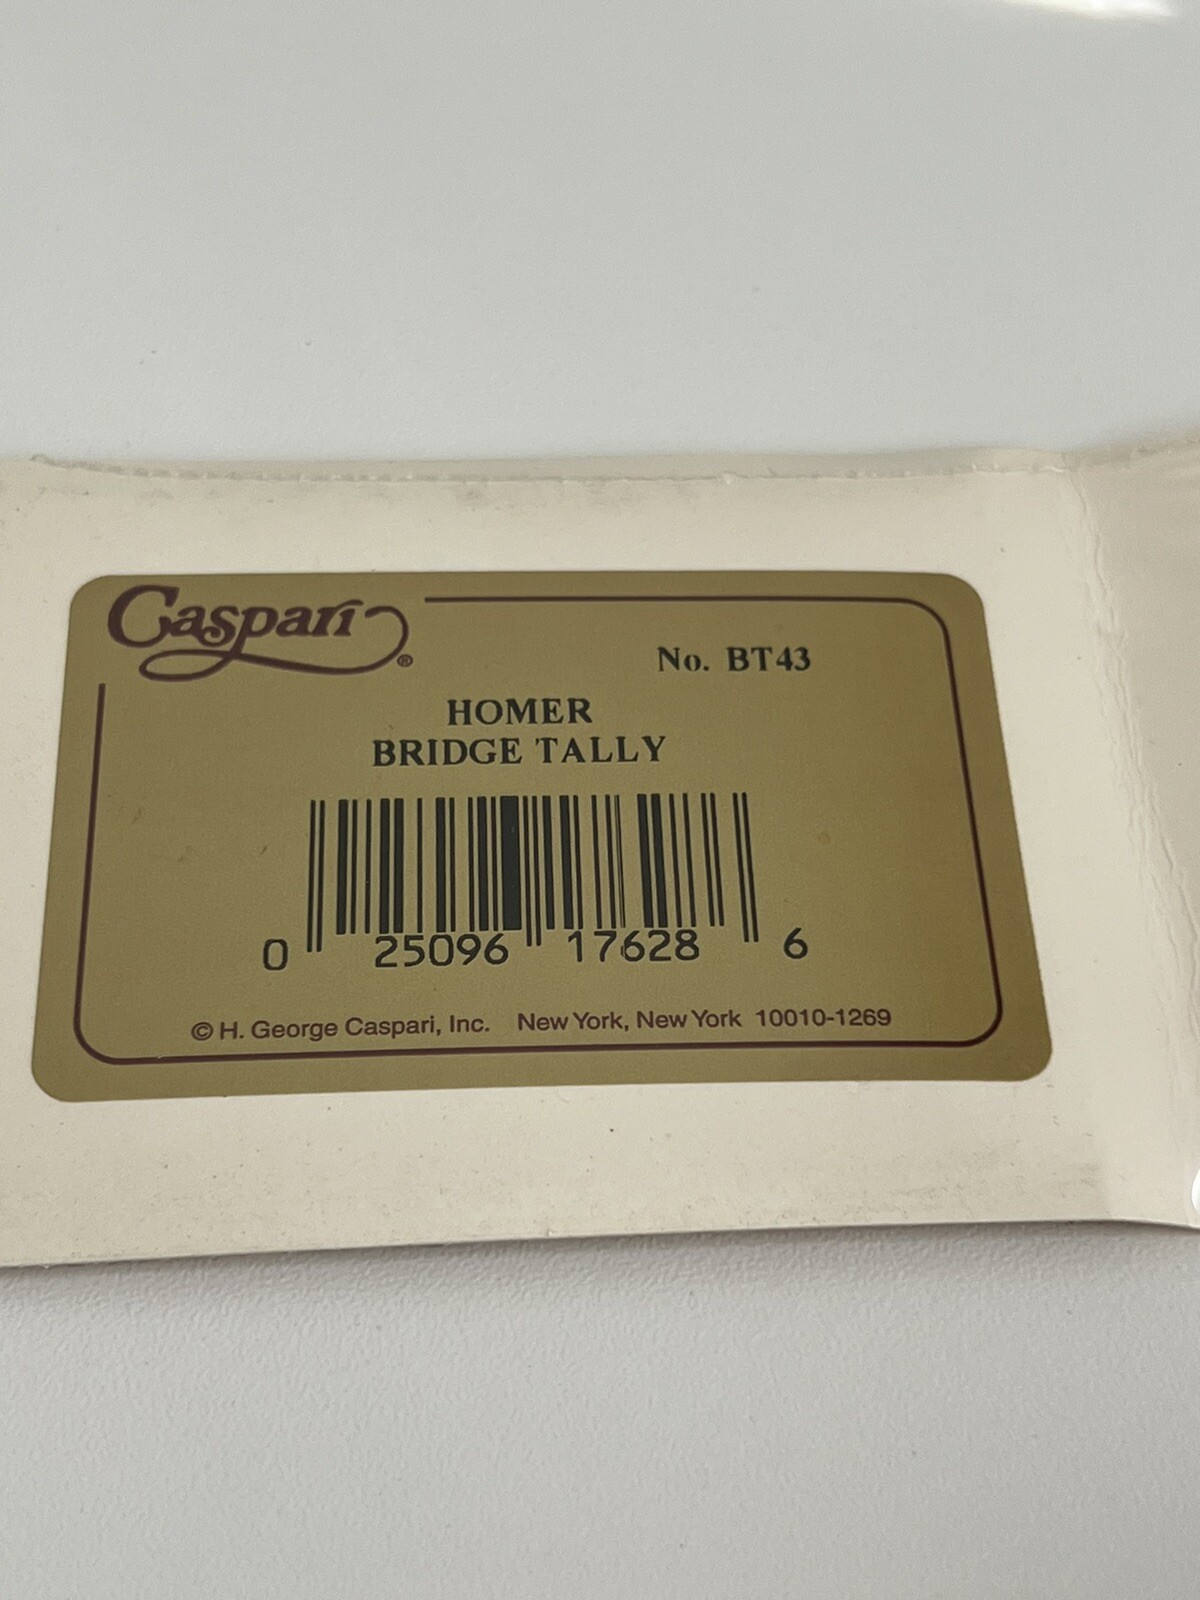 Caspari®
No. BT43
HOMER
BRIDGE TALLY
0 25096 17628 6
© H. George Caspari, Inc. New York, New York 10010-1269